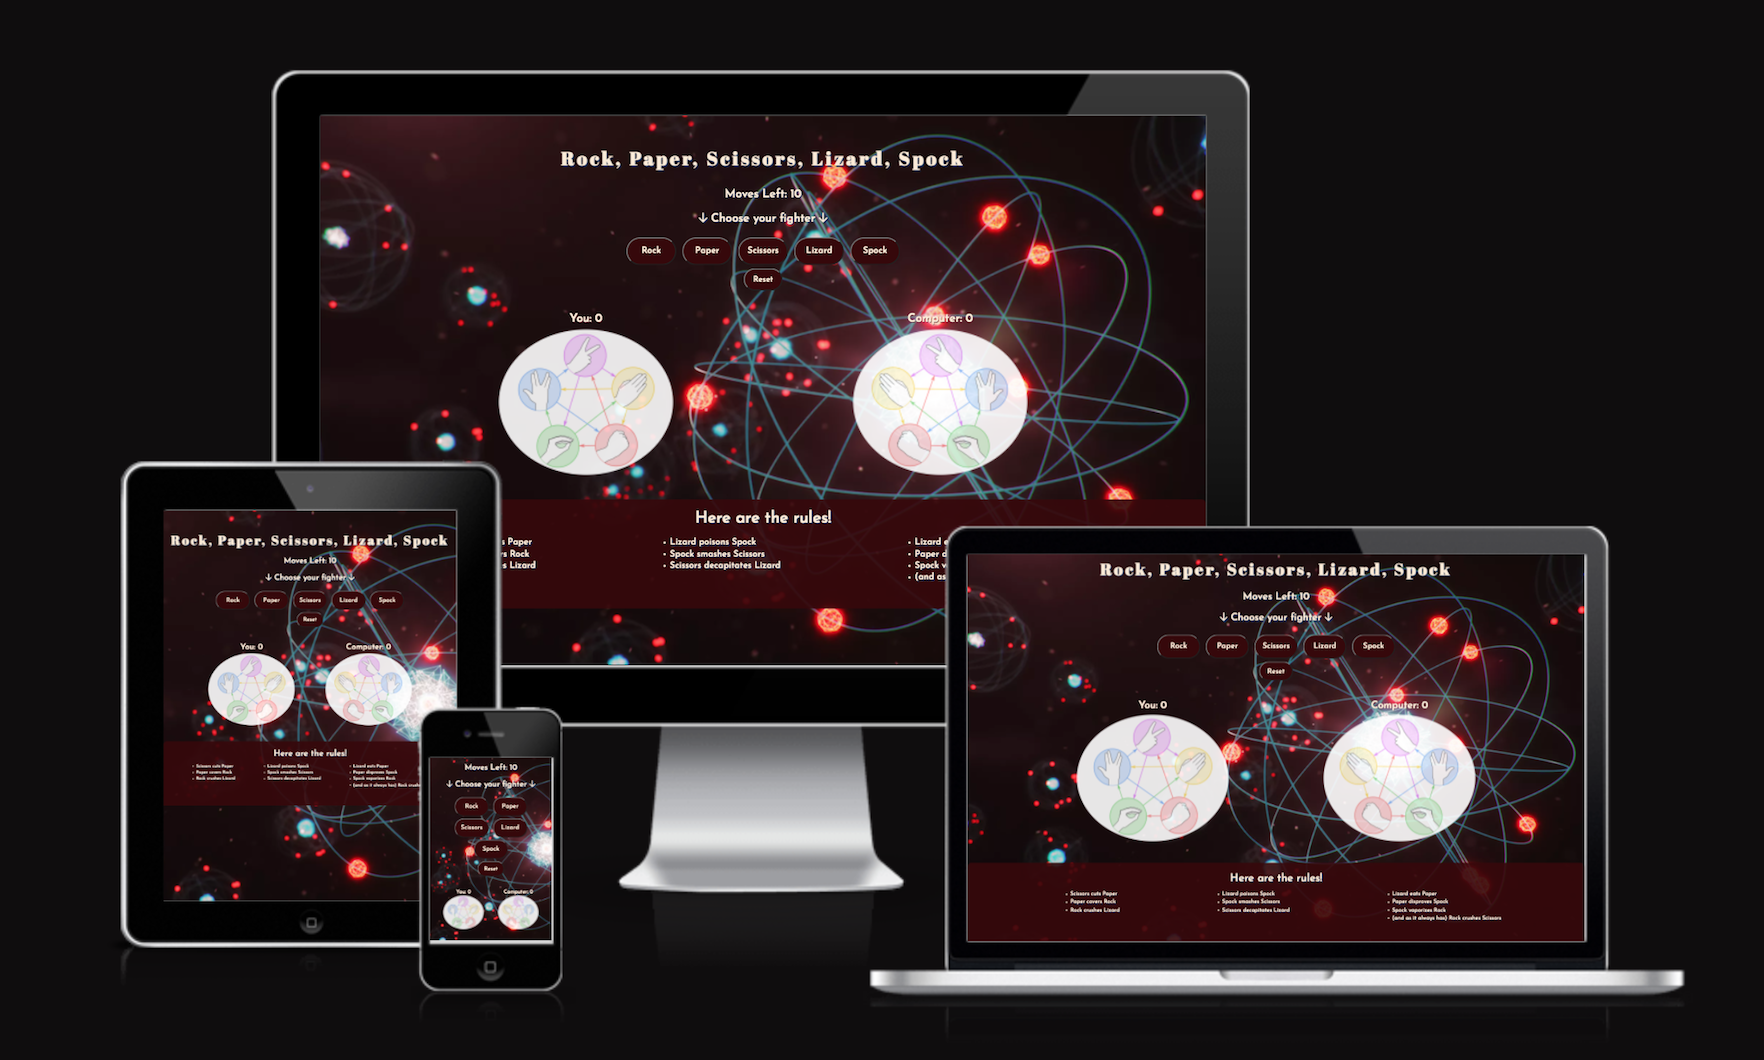 Rock, Paper, Scissors, Lizard, Spock
Moves Left: 10
↓ Choose your fighter ↓
Rock Paper Scissors Lizard Spock
Reset
You: 0 Computer: 0
Here are the rules!
s Paper
rs Rock
s Lizard
• Lizard poisons Spock
• Spock smashes Scissors
• Scissors decapitates Lizard
• Lizard e
• Paper d
• Spock v
• (and as
Rock, Paper, Scissors, Lizard, Spock
Moves Left: 10
↓ Choose your fighter ↓
Rock Paper Scissors Lizard Spock
Reset
You: 0 Computer: 0
Here are the rules!
• Scissors cuts Paper
• Paper covers Rock
• Rock crushes Lizard
• Lizard poisons Spock
• Spock smashes Scissors
• Scissors decapitates Lizard
• Lizard eats Paper
• Paper disproves Spock
• Spock vaporizes Rock
• (and as it always has) Rock crush
Moves Left: 10
↓ Choose your fighter ↓
Rock Paper
Scissors Lizard
Spock
Reset
You: 0 Computer: 0
Rock, Paper, Scissors, Lizard, Spock
Moves Left: 10
↓ Choose your fighter ↓
Rock Paper Scissors Lizard Spock
Reset
You: 0 Computer: 0
Here are the rules!
• Scissors cuts Paper
• Paper covers Rock
• Rock crushes Lizard
• Lizard poisons Spock
• Spock smashes Scissors
• Scissors decapitates Lizard
• Lizard eats Paper
• Paper disproves Spock
• Spock vaporizes Rock
• (and as it always has) Rock crushes Scissors